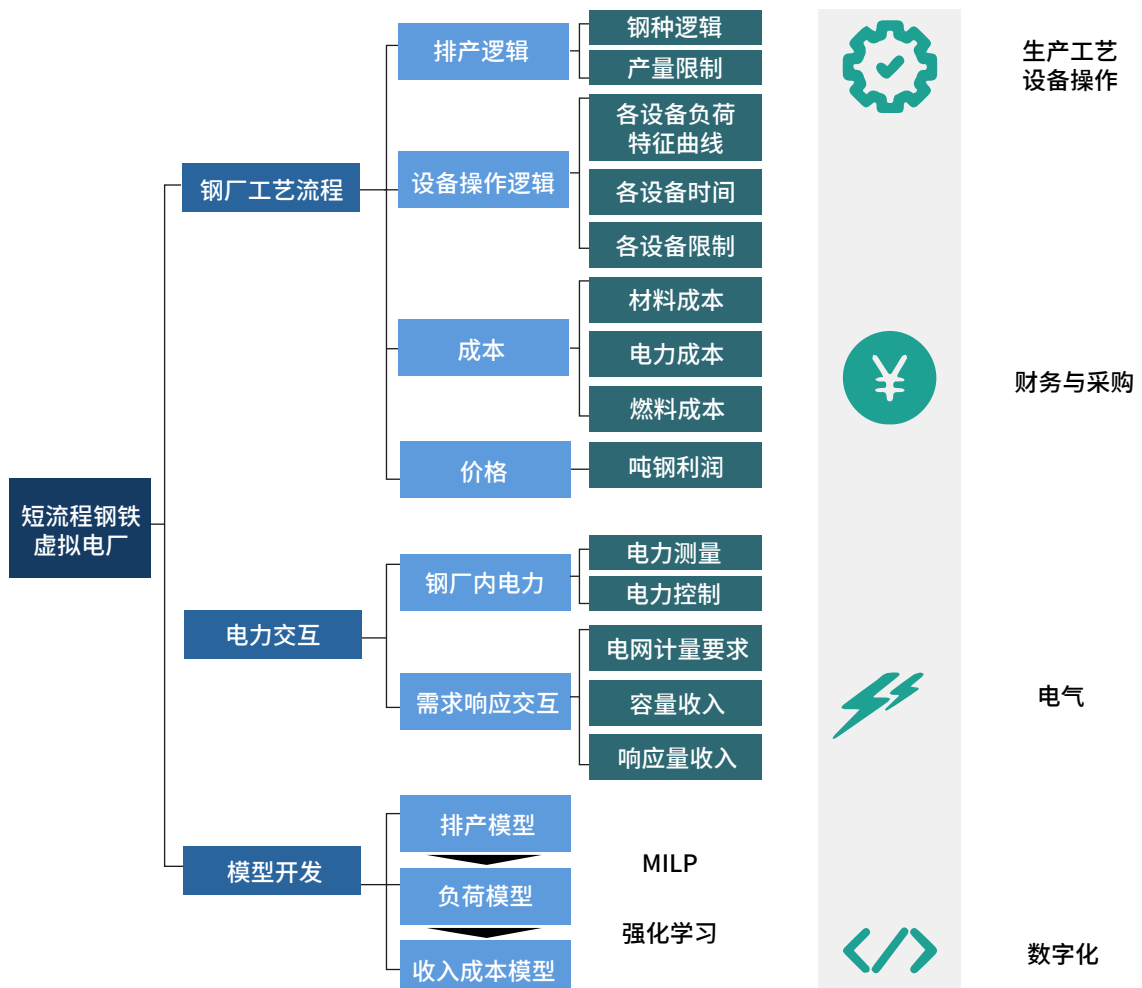 短流程钢铁
虚拟电厂
钢厂工艺流程
排产逻辑
钢种逻辑
产量限制
设备操作逻辑
各设备负荷
特征曲线
各设备时间
各设备限制
成本
材料成本
电力成本
燃料成本
价格
吨钢利润
电力交互
钢厂内电力
电力测量
电力控制
需求响应交互
电网计量要求
容量收入
响应量收入
模型开发
排产模型
负荷模型
收入成本模型
MILP
强化学习
生产工艺
设备操作
¥
财务与采购
电气
</>
数字化